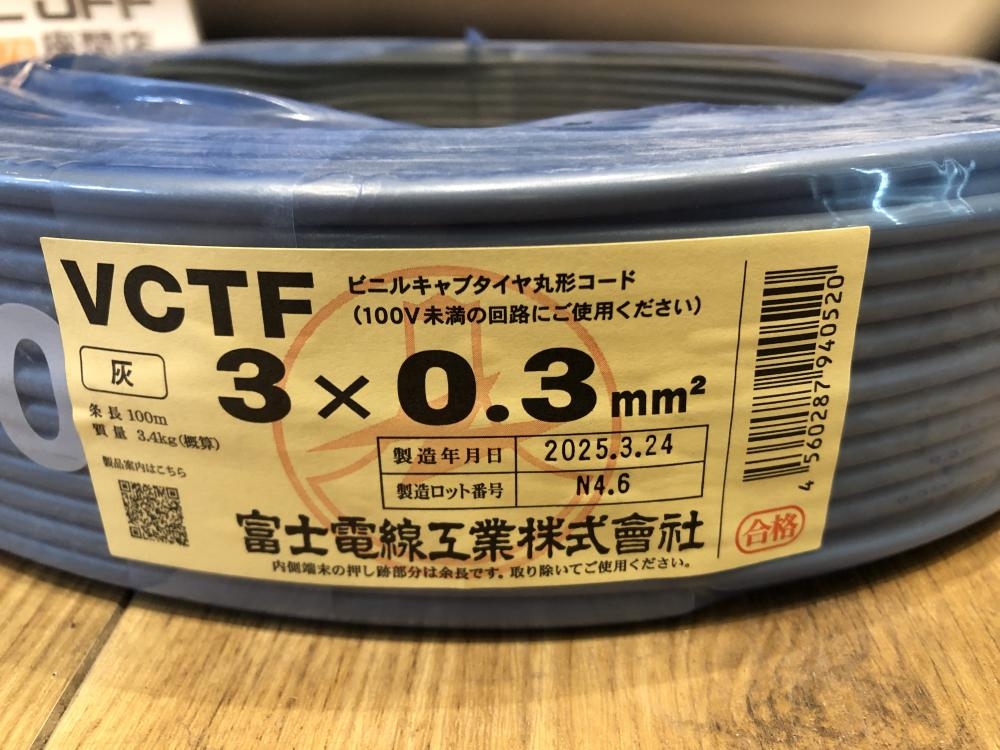 OFF
VCTF
ビニルキャブタイヤ丸形コード
(100V未満の回路にご使用ください)
灰
3×0.3mm²
条長 100m
質量 3.4kg(概算)
製造年月日 2025.3.24
製造ロット番号 N4.6
製品案内はこちら
富士電線工業株式會社
内側端末の押し跡部分は余長です。取り除いてご使用ください。
4 560287 940520
合格